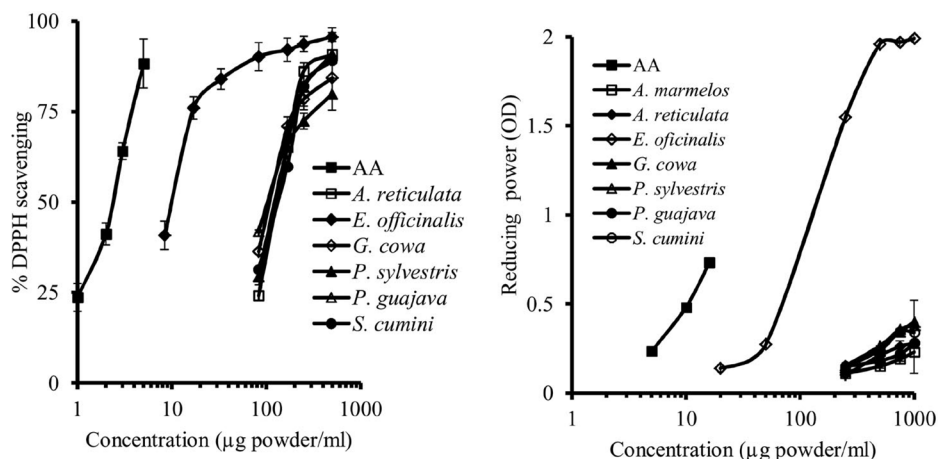 100
75
50
25
0
% DPPH scavenging
1
10
100
1000
Concentration (µg powder/ml)
AA
A. reticulata
E. officinalis
G. cowa
P. sylvestris
P. guajava
S. cumini
2
1.5
1
0.5
0
Reducing power (OD)
1
10
100
1000
Concentration (µg powder/ml)
AA
A. marmelos
A. reticulata
E. oficinalis
G. cowa
P. sylvestris
P. guajava
S. cumini